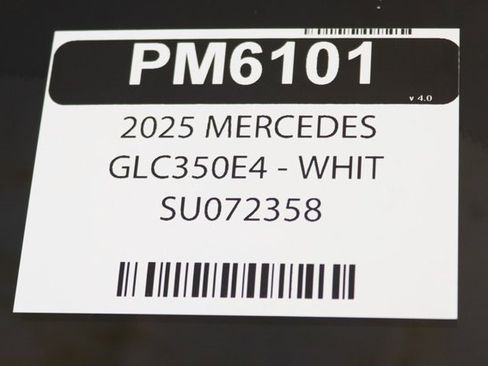 PM6101
v 4.0
2025 MERCEDES
GLC350E4 - WHIT
SU072358